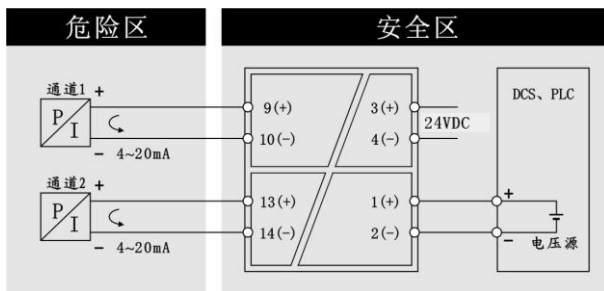 危险区
安全区
通道1 +
P/I
- 4~20mA
通道2 +
P/I
- 4~20mA
9(+)
10(-)
13(+)
14(-)
3(+)
4(-)
24VDC
1(+)
2(-)
DCS、PLC
+
-
电压源